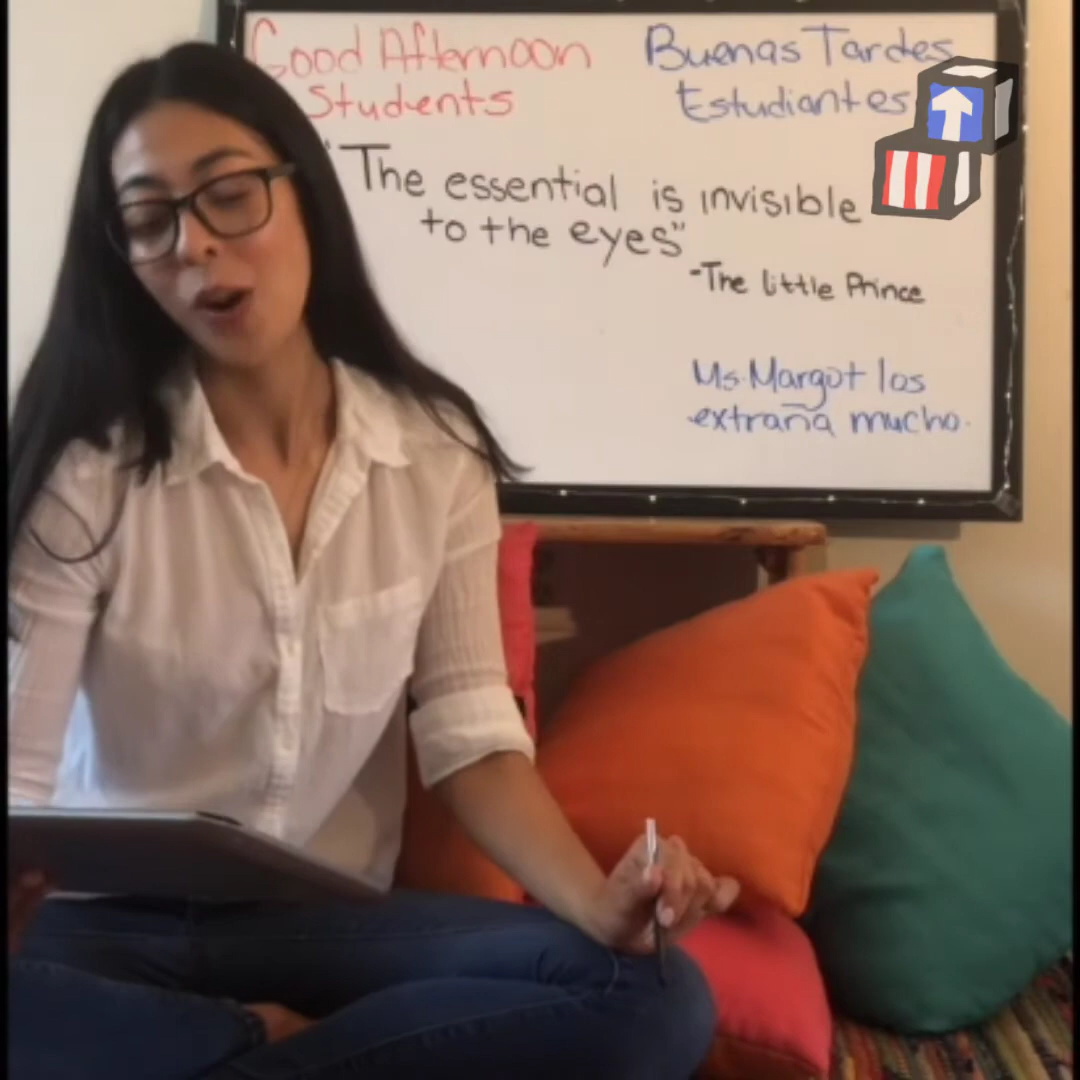 Good Afternoon
Students
Buenas Tardes
Estudiantes
"The essential is invisible
to the eyes"
-The little Prince
Ms. Margot los
extraña mucho.